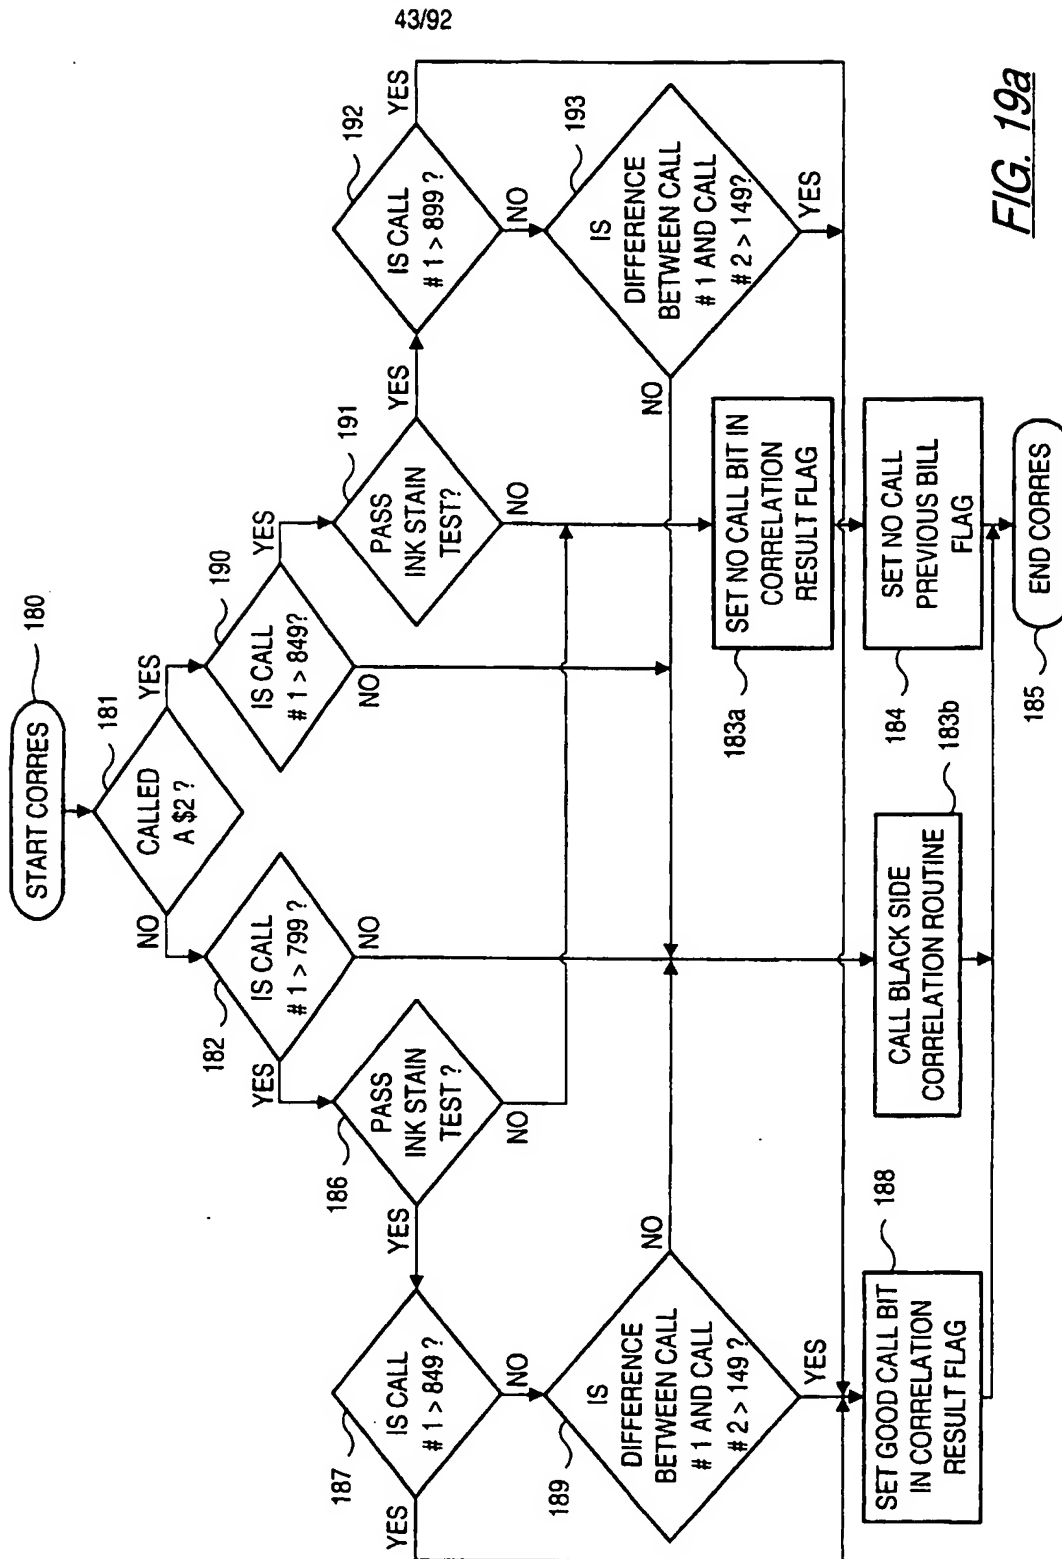 43/92
START CORRES
180
CALLED
A $2 ?
181
NO
YES
IS CALL
# 1 > 799 ?
182
YES
NO
IS CALL
# 1 > 849?
190
YES
NO
PASS
INK STAIN
TEST ?
186
YES
NO
PASS
INK STAIN
TEST?
191
YES
NO
IS CALL
# 1 > 849 ?
187
YES
NO
IS CALL
# 1 > 899 ?
192
YES
NO
IS
DIFFERENCE
BETWEEN CALL
# 1 AND CALL
# 2 > 149 ?
189
NO
YES
IS
DIFFERENCE
BETWEEN CALL
# 1 AND CALL
# 2 > 149?
193
NO
YES
SET NO CALL BIT IN
CORRELATION
RESULT FLAG
183a
SET GOOD CALL BIT
IN CORRELATION
RESULT FLAG
188
CALL BLACK SIDE
CORRELATION ROUTINE
183b
SET NO CALL
PREVIOUS BILL
FLAG
184
END CORRES
185
FIG. 19a